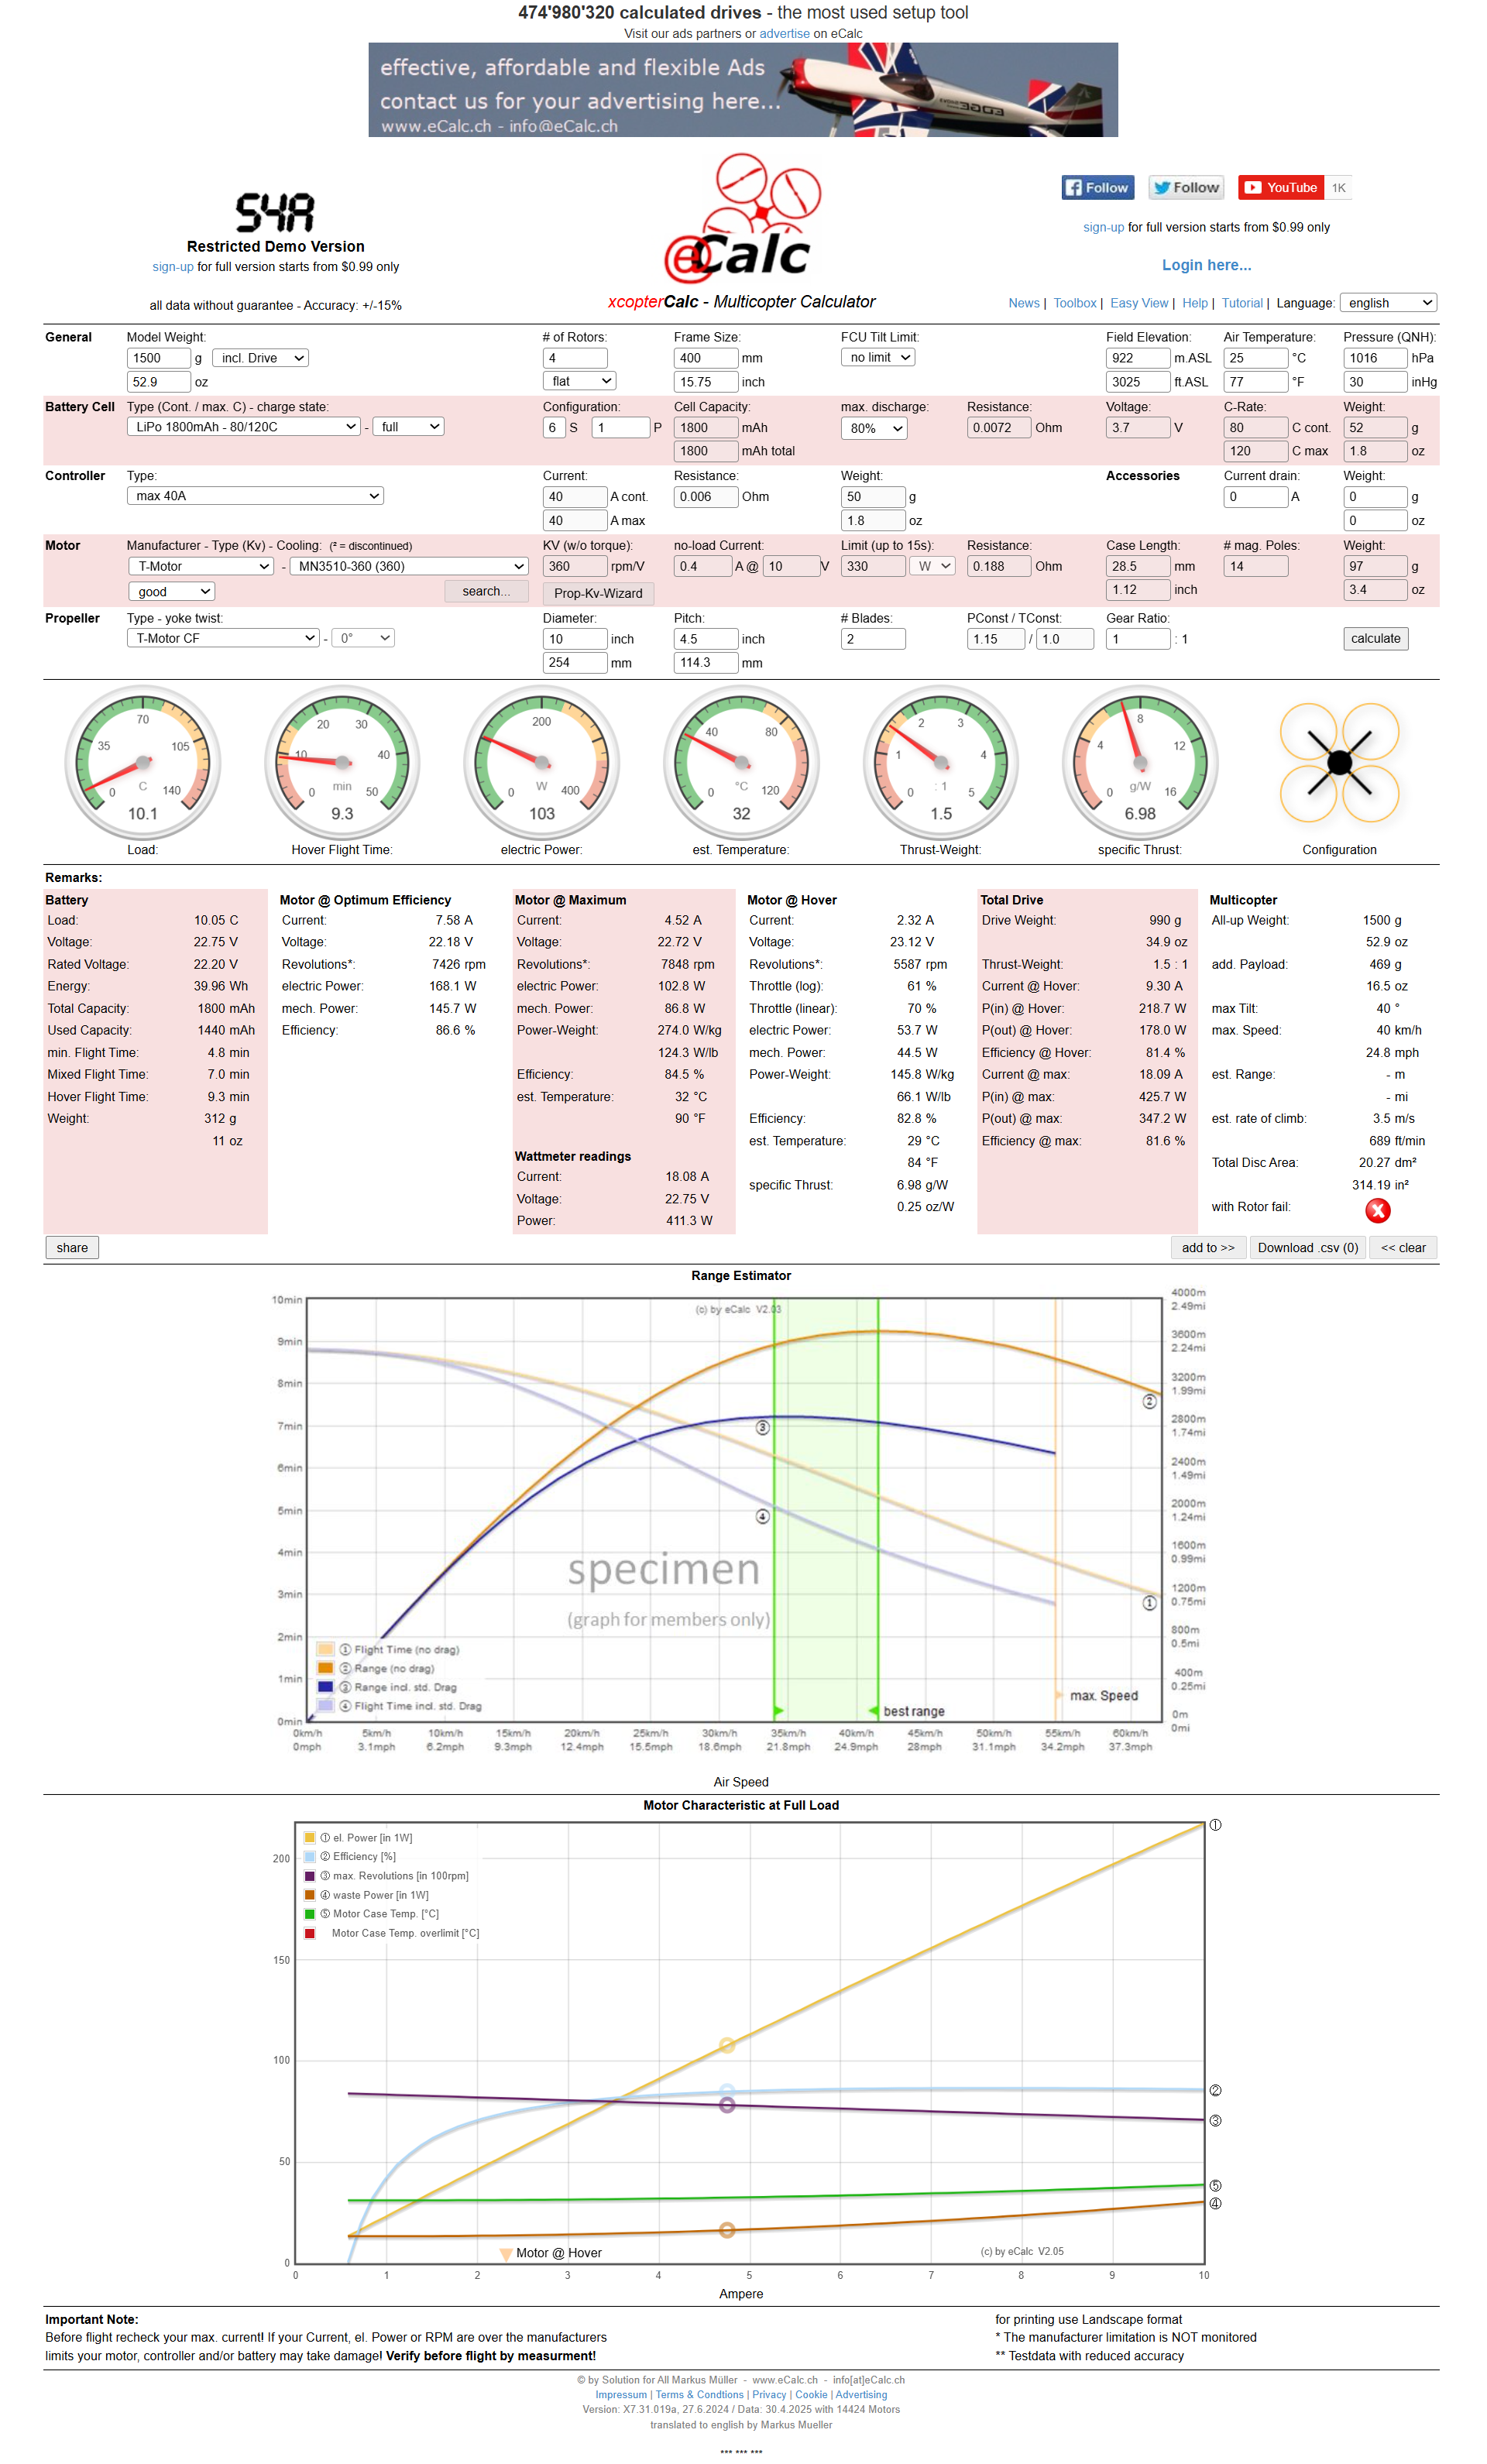 474'980'320 calculated drives - the most used setup tool
Visit our ads partners or advertise on eCalc
effective, affordable and flexible Ads
contact us for your advertising here...
www.eCalc.ch - info@eCalc.ch
S4A
Restricted Demo Version
sign-up for full version starts from $0.99 only
all data without guarantee - Accuracy: +/-15%
eCalc
xcopterCalc - Multicopter Calculator
Follow Follow YouTube 1K
sign-up for full version starts from $0.99 only
Login here...
News | Toolbox | Easy View | Help | Tutorial | Language: english
General Model Weight: # of Rotors: Frame Size: FCU Tilt Limit: Field Elevation: Air Temperature: Pressure (QNH):
1500 g incl. Drive 4 400 mm no limit 922 m.ASL 25 °C 1016 hPa
52.9 oz flat 15.75 inch 3025 ft.ASL 77 °F 30 inHg
Battery Cell Type (Cont. / max. C) - charge state: Configuration: Cell Capacity: max. discharge: Resistance: Voltage: C-Rate: Weight:
LiPo 1800mAh - 80/120C - full 6 S 1 P 1800 mAh 80% 0.0072 Ohm 3.7 V 80 C cont. 52 g
1800 mAh total 120 C max 1.8 oz
Controller Type: Current: Resistance: Weight: Accessories Current drain: Weight:
max 40A 40 A cont. 0.006 Ohm 50 g 0 A 0 g
40 A max 1.8 oz 0 oz
Motor Manufacturer - Type (Kv) - Cooling: (² = discontinued) KV (w/o torque): no-load Current: Limit (up to 15s): Resistance: Case Length: # mag. Poles: Weight:
T-Motor - MN3510-360 (360) 360 rpm/V 0.4 A @ 10 V 330 W 0.188 Ohm 28.5 mm 14 97 g
good search... Prop-Kv-Wizard 1.12 inch 3.4 oz
Propeller Type - yoke twist: Diameter: Pitch: # Blades: PConst / TConst: Gear Ratio:
T-Motor CF - 0° 10 inch 4.5 inch 2 1.15 / 1.0 1 : 1 calculate
254 mm 114.3 mm
0 35 70 105 140 C 10.1
0 10 20 30 40 50 min 9.3
0 200 400 W 103
0 40 80 120 °C 32
0 1 2 3 4 5 : 1 1.5
0 4 8 12 16 g/W 6.98
Load: Hover Flight Time: electric Power: est. Temperature: Thrust-Weight: specific Thrust: Configuration
Remarks:
Battery
Load: 10.05 C
Voltage: 22.75 V
Rated Voltage: 22.20 V
Energy: 39.96 Wh
Total Capacity: 1800 mAh
Used Capacity: 1440 mAh
min. Flight Time: 4.8 min
Mixed Flight Time: 7.0 min
Hover Flight Time: 9.3 min
Weight: 312 g
11 oz
Motor @ Optimum Efficiency
Current: 7.58 A
Voltage: 22.18 V
Revolutions*: 7426 rpm
electric Power: 168.1 W
mech. Power: 145.7 W
Efficiency: 86.6 %
Motor @ Maximum
Current: 4.52 A
Voltage: 22.72 V
Revolutions*: 7848 rpm
electric Power: 102.8 W
mech. Power: 86.8 W
Power-Weight: 274.0 W/kg
124.3 W/lb
Efficiency: 84.5 %
est. Temperature: 32 °C
90 °F
Wattmeter readings
Current: 18.08 A
Voltage: 22.75 V
Power: 411.3 W
Motor @ Hover
Current: 2.32 A
Voltage: 23.12 V
Revolutions*: 5587 rpm
Throttle (log): 61 %
Throttle (linear): 70 %
electric Power: 53.7 W
mech. Power: 44.5 W
Power-Weight: 145.8 W/kg
66.1 W/lb
Efficiency: 82.8 %
est. Temperature: 29 °C
84 °F
specific Thrust: 6.98 g/W
0.25 oz/W
Total Drive
Drive Weight: 990 g
34.9 oz
Thrust-Weight: 1.5 : 1
Current @ Hover: 9.30 A
P(in) @ Hover: 218.7 W
P(out) @ Hover: 178.0 W
Efficiency @ Hover: 81.4 %
Current @ max: 18.09 A
P(in) @ max: 425.7 W
P(out) @ max: 347.2 W
Efficiency @ max: 81.6 %
Multicopter
All-up Weight: 1500 g
52.9 oz
add. Payload: 469 g
16.5 oz
max Tilt: 40 °
max. Speed: 40 km/h
24.8 mph
est. Range: - m
- mi
est. rate of climb: 3.5 m/s
689 ft/min
Total Disc Area: 20.27 dm²
314.19 in²
with Rotor fail:
share add to >> Download .csv (0) << clear
Range Estimator
(c) by eCalc V2.03
10min
9min
8min
7min
6min
5min
4min
3min
2min
1min
0min
4000m
2.49mi
3600m
2.24mi
3200m
1.99mi
2800m
1.74mi
2400m
1.49mi
2000m
1.24mi
1600m
0.99mi
1200m
0.75mi
800m
0.5mi
400m
0.25mi
0m
0mi
② ③ ④ ①
specimen
(graph for members only)
① Flight Time (no drag)
② Range (no drag)
③ Range incl. std. Drag
④ Flight Time incl. std. Drag
max. Speed
best range
0km/h 5km/h 10km/h 15km/h 20km/h 25km/h 30km/h 35km/h 40km/h 45km/h 50km/h 55km/h 60km/h
0mph 3.1mph 6.2mph 9.3mph 12.4mph 15.5mph 18.6mph 21.8mph 24.9mph 28mph 31.1mph 34.2mph 37.3mph
Air Speed
Motor Characteristic at Full Load
① el. Power [in 1W]
② Efficiency [%]
③ max. Revolutions [in 100rpm]
④ waste Power [in 1W]
⑤ Motor Case Temp. [°C]
Motor Case Temp. overlimit [°C]
200
150
100
50
0
① ② ③ ⑤ ④
Motor @ Hover
(c) by eCalc V2.05
0 1 2 3 4 5 6 7 8 9 10
Ampere
Important Note:
Before flight recheck your max. current! If your Current, el. Power or RPM are over the manufacturers
limits your motor, controller and/or battery may take damage! Verify before flight by measurment!
for printing use Landscape format
* The manufacturer limitation is NOT monitored
** Testdata with reduced accuracy
© by Solution for All Markus Müller - www.eCalc.ch - info[at]eCalc.ch
Impressum | Terms & Condtions | Privacy | Cookie | Advertising
Version: X7.31.019a, 27.6.2024 / Data: 30.4.2025 with 14424 Motors
translated to english by Markus Mueller
*** *** ***